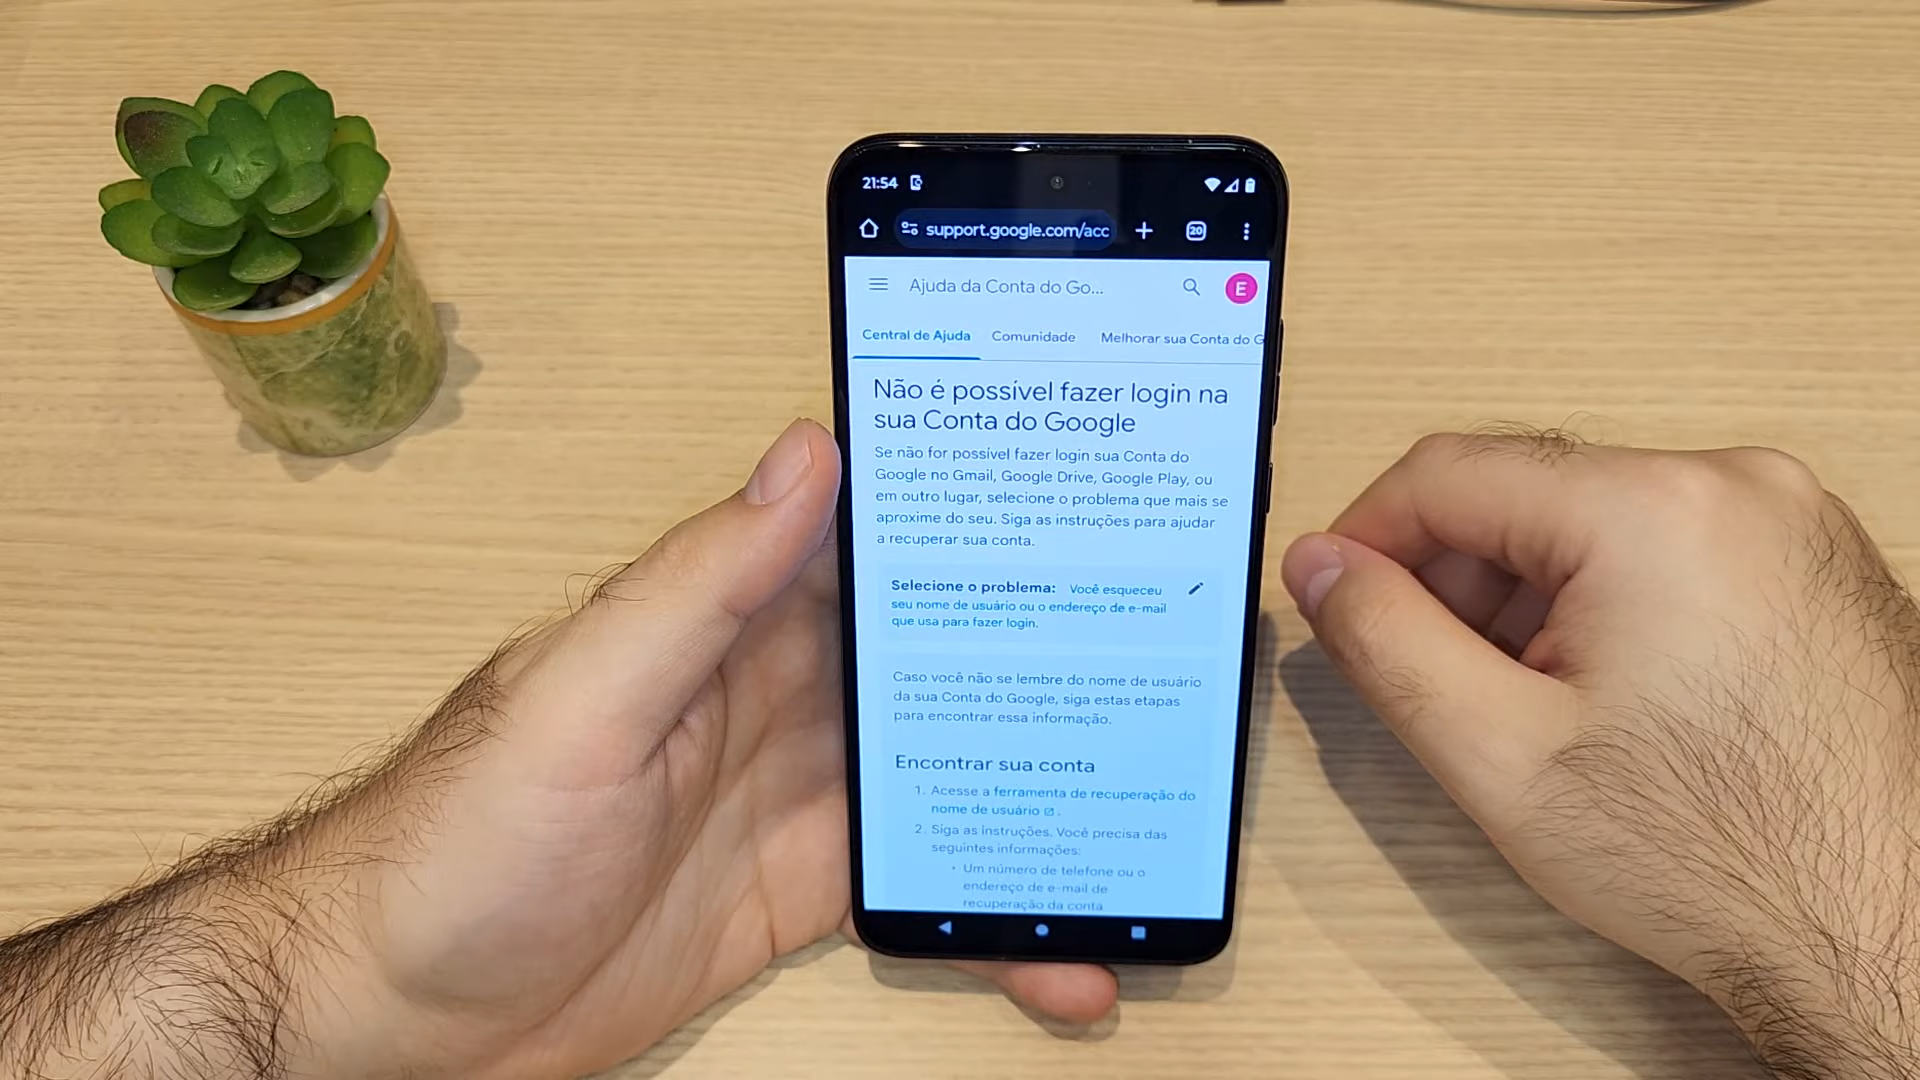 21:54
support.google.com/acc
20
Ajuda da Conta do Go...
E
Central de Ajuda Comunidade Melhorar sua Conta do G
Não é possível fazer login na
sua Conta do Google
Se não for possível fazer login sua Conta do
Google no Gmail, Google Drive, Google Play, ou
em outro lugar, selecione o problema que mais se
aproxime do seu. Siga as instruções para ajudar
a recuperar sua conta.
Selecione o problema: Você esqueceu
seu nome de usuário ou o endereço de e-mail
que usa para fazer login.
Caso você não se lembre do nome de usuário
da sua Conta do Google, siga estas etapas
para encontrar essa informação.
Encontrar sua conta
1. Acesse a ferramenta de recuperação do
nome de usuário .
2. Siga as instruções. Você precisa das
seguintes informações:
• Um número de telefone ou o
endereço de e-mail de
recuperação da conta